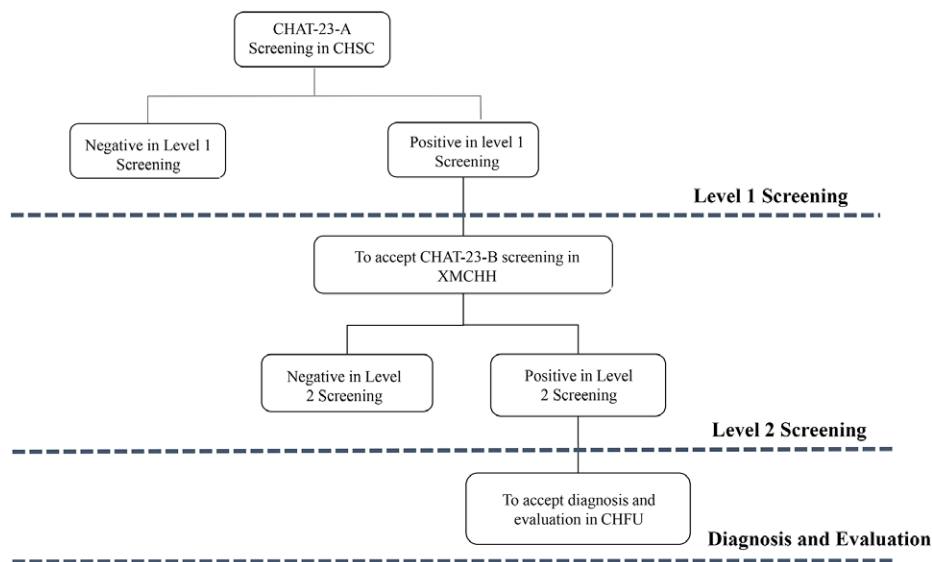 CHAT-23-A
Screening in CHSC
Negative in Level 1
Screening
Positive in level 1
Screening
Level 1 Screening
To accept CHAT-23-B screening in
XMCHH
Negative in Level
2 Screening
Positive in Level
2 Screening
Level 2 Screening
To accept diagnosis and
evaluation in CHFU
Diagnosis and Evaluation